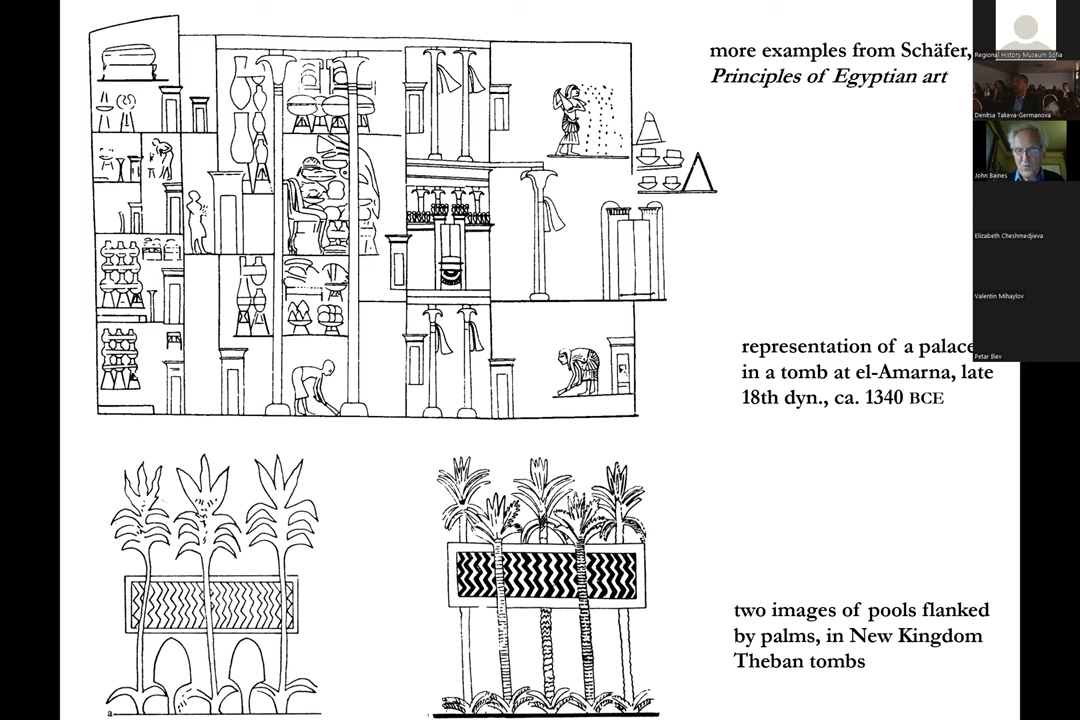 more examples from Schäfer,
Principles of Egyptian art
representation of a palace
in a tomb at el-Amarna, late
18th dyn., ca. 1340 BCE
two images of pools flanked
by palms, in New Kingdom
Theban tombs
a
Regional History Museum Sofia
Denitsa Takeva-Germanova
John Baines
Elizabeth Cheshmedjieva
Valentin Mihaylov
Petar Iliev